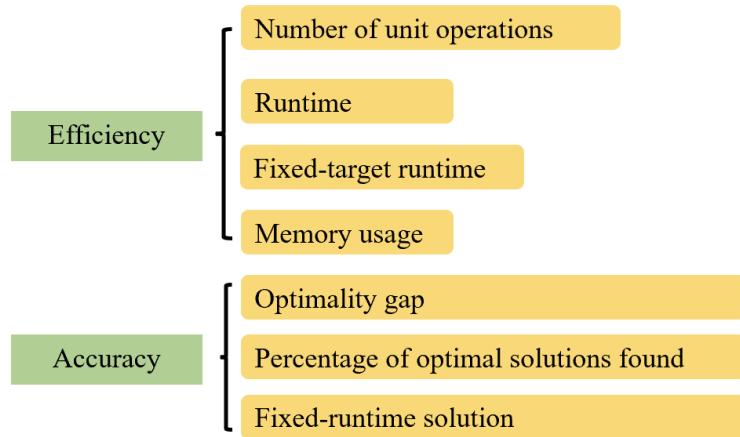 Number of unit operations
Runtime
Efficiency
Fixed-target runtime
Memory usage
Optimality gap
Accuracy
Percentage of optimal solutions found
Fixed-runtime solution